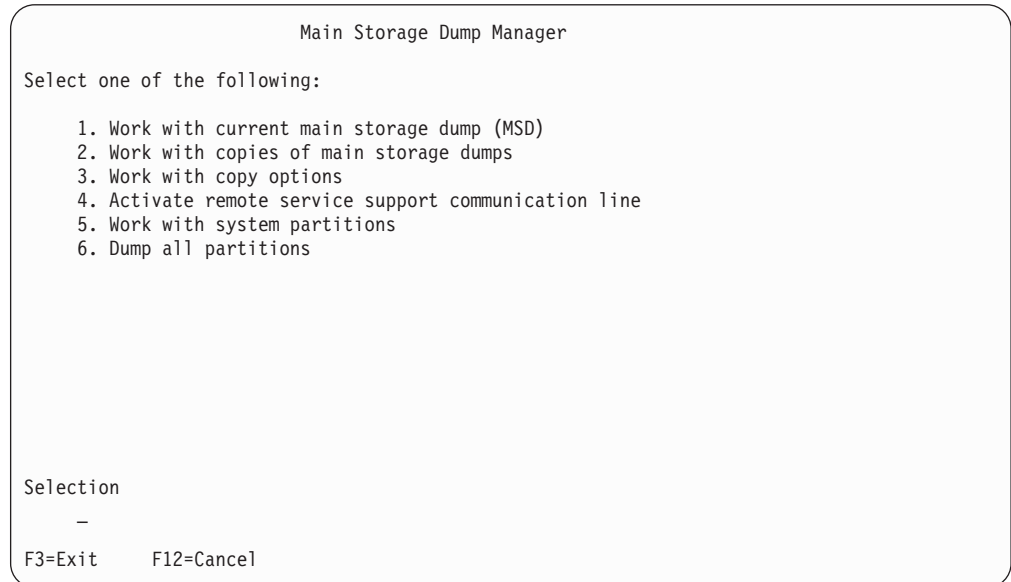 Main Storage Dump Manager
Select one of the following:
1. Work with current main storage dump (MSD)
2. Work with copies of main storage dumps
3. Work with copy options
4. Activate remote service support communication line
5. Work with system partitions
6. Dump all partitions
Selection
_
F3=Exit F12=Cancel